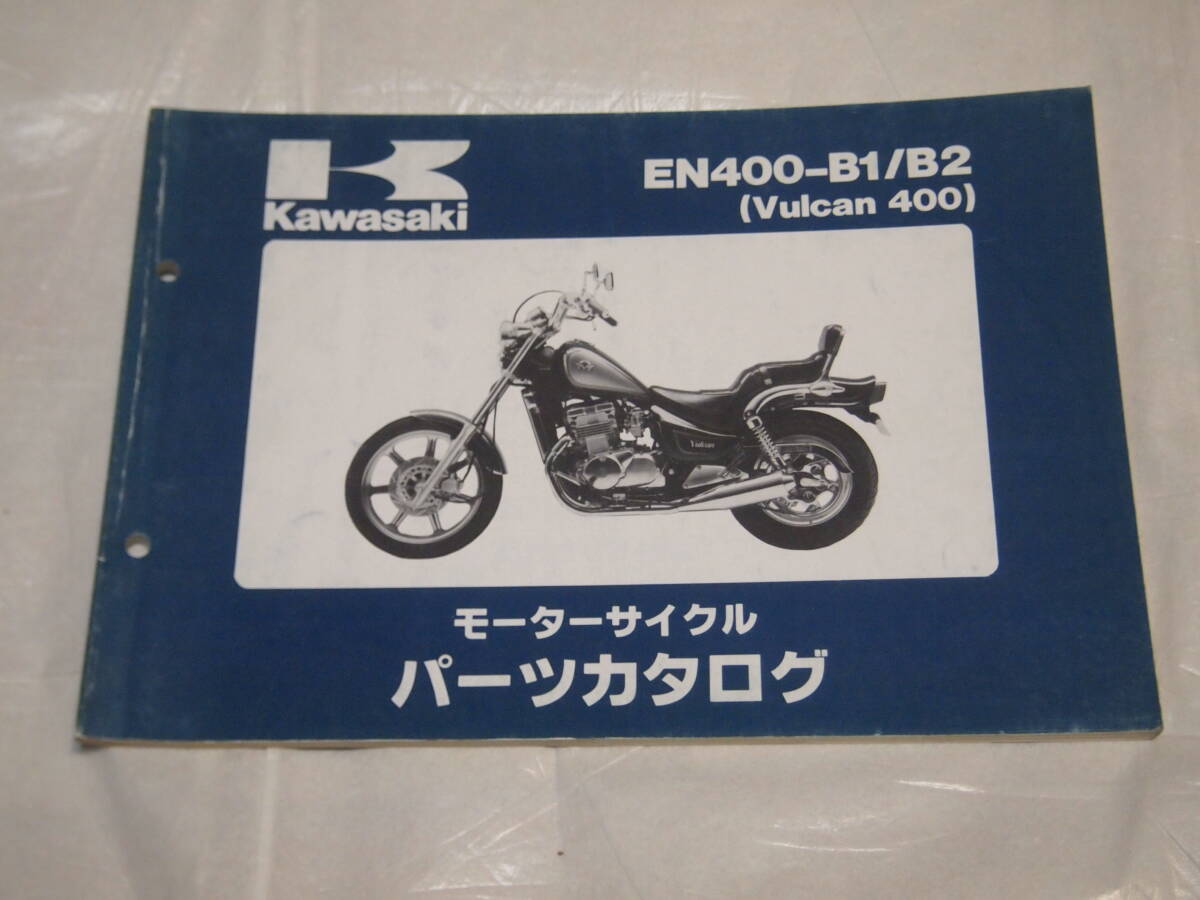 Kawasaki
EN400-B1/B2
(Vulcan 400)
Vulcan
モーターサイクル
パーツカタログ